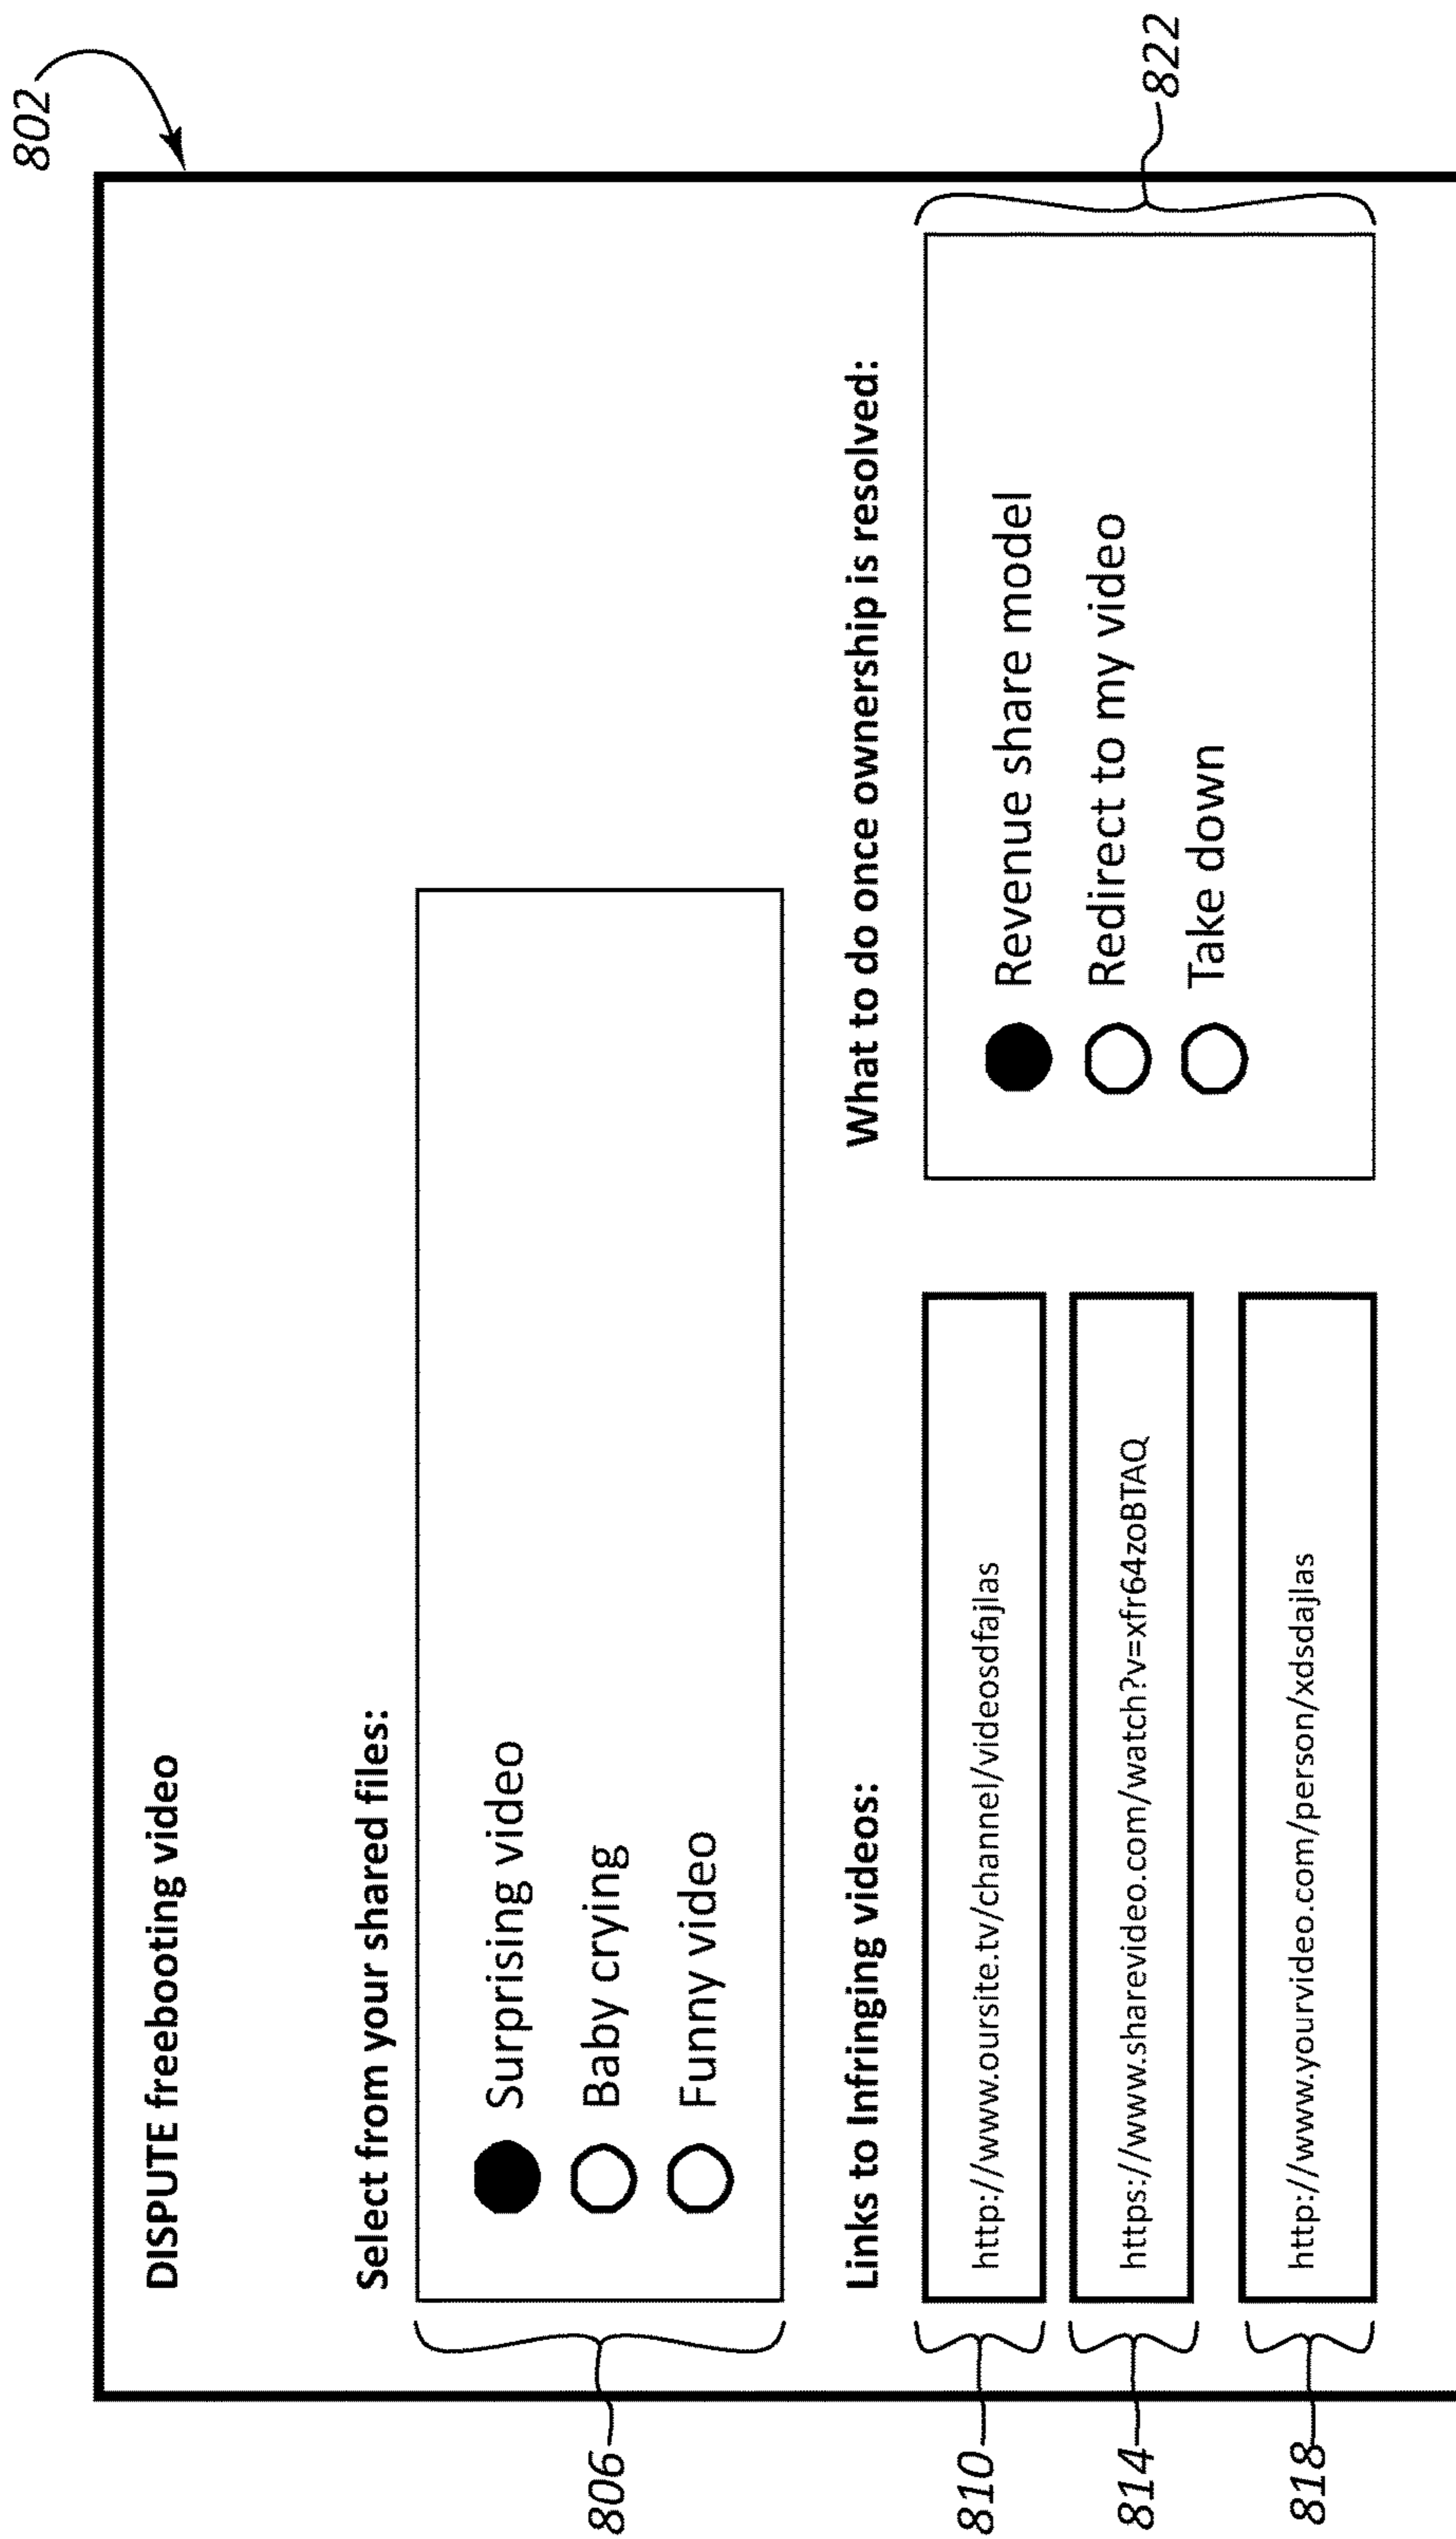 802
DISPUTE freebooting video
Select from your shared files:
806
Surprising video
Baby crying
Funny video
Links to Infringing videos:
810
http://www.oursite.tv/channel/videosdfajlas
814
https://www.sharevideo.com/watch?v=xfr64zoBTAQ
818
http://www.yourvideo.com/person/xdsdajlas
What to do once ownership is resolved:
Revenue share model
Redirect to my video
Take down
822